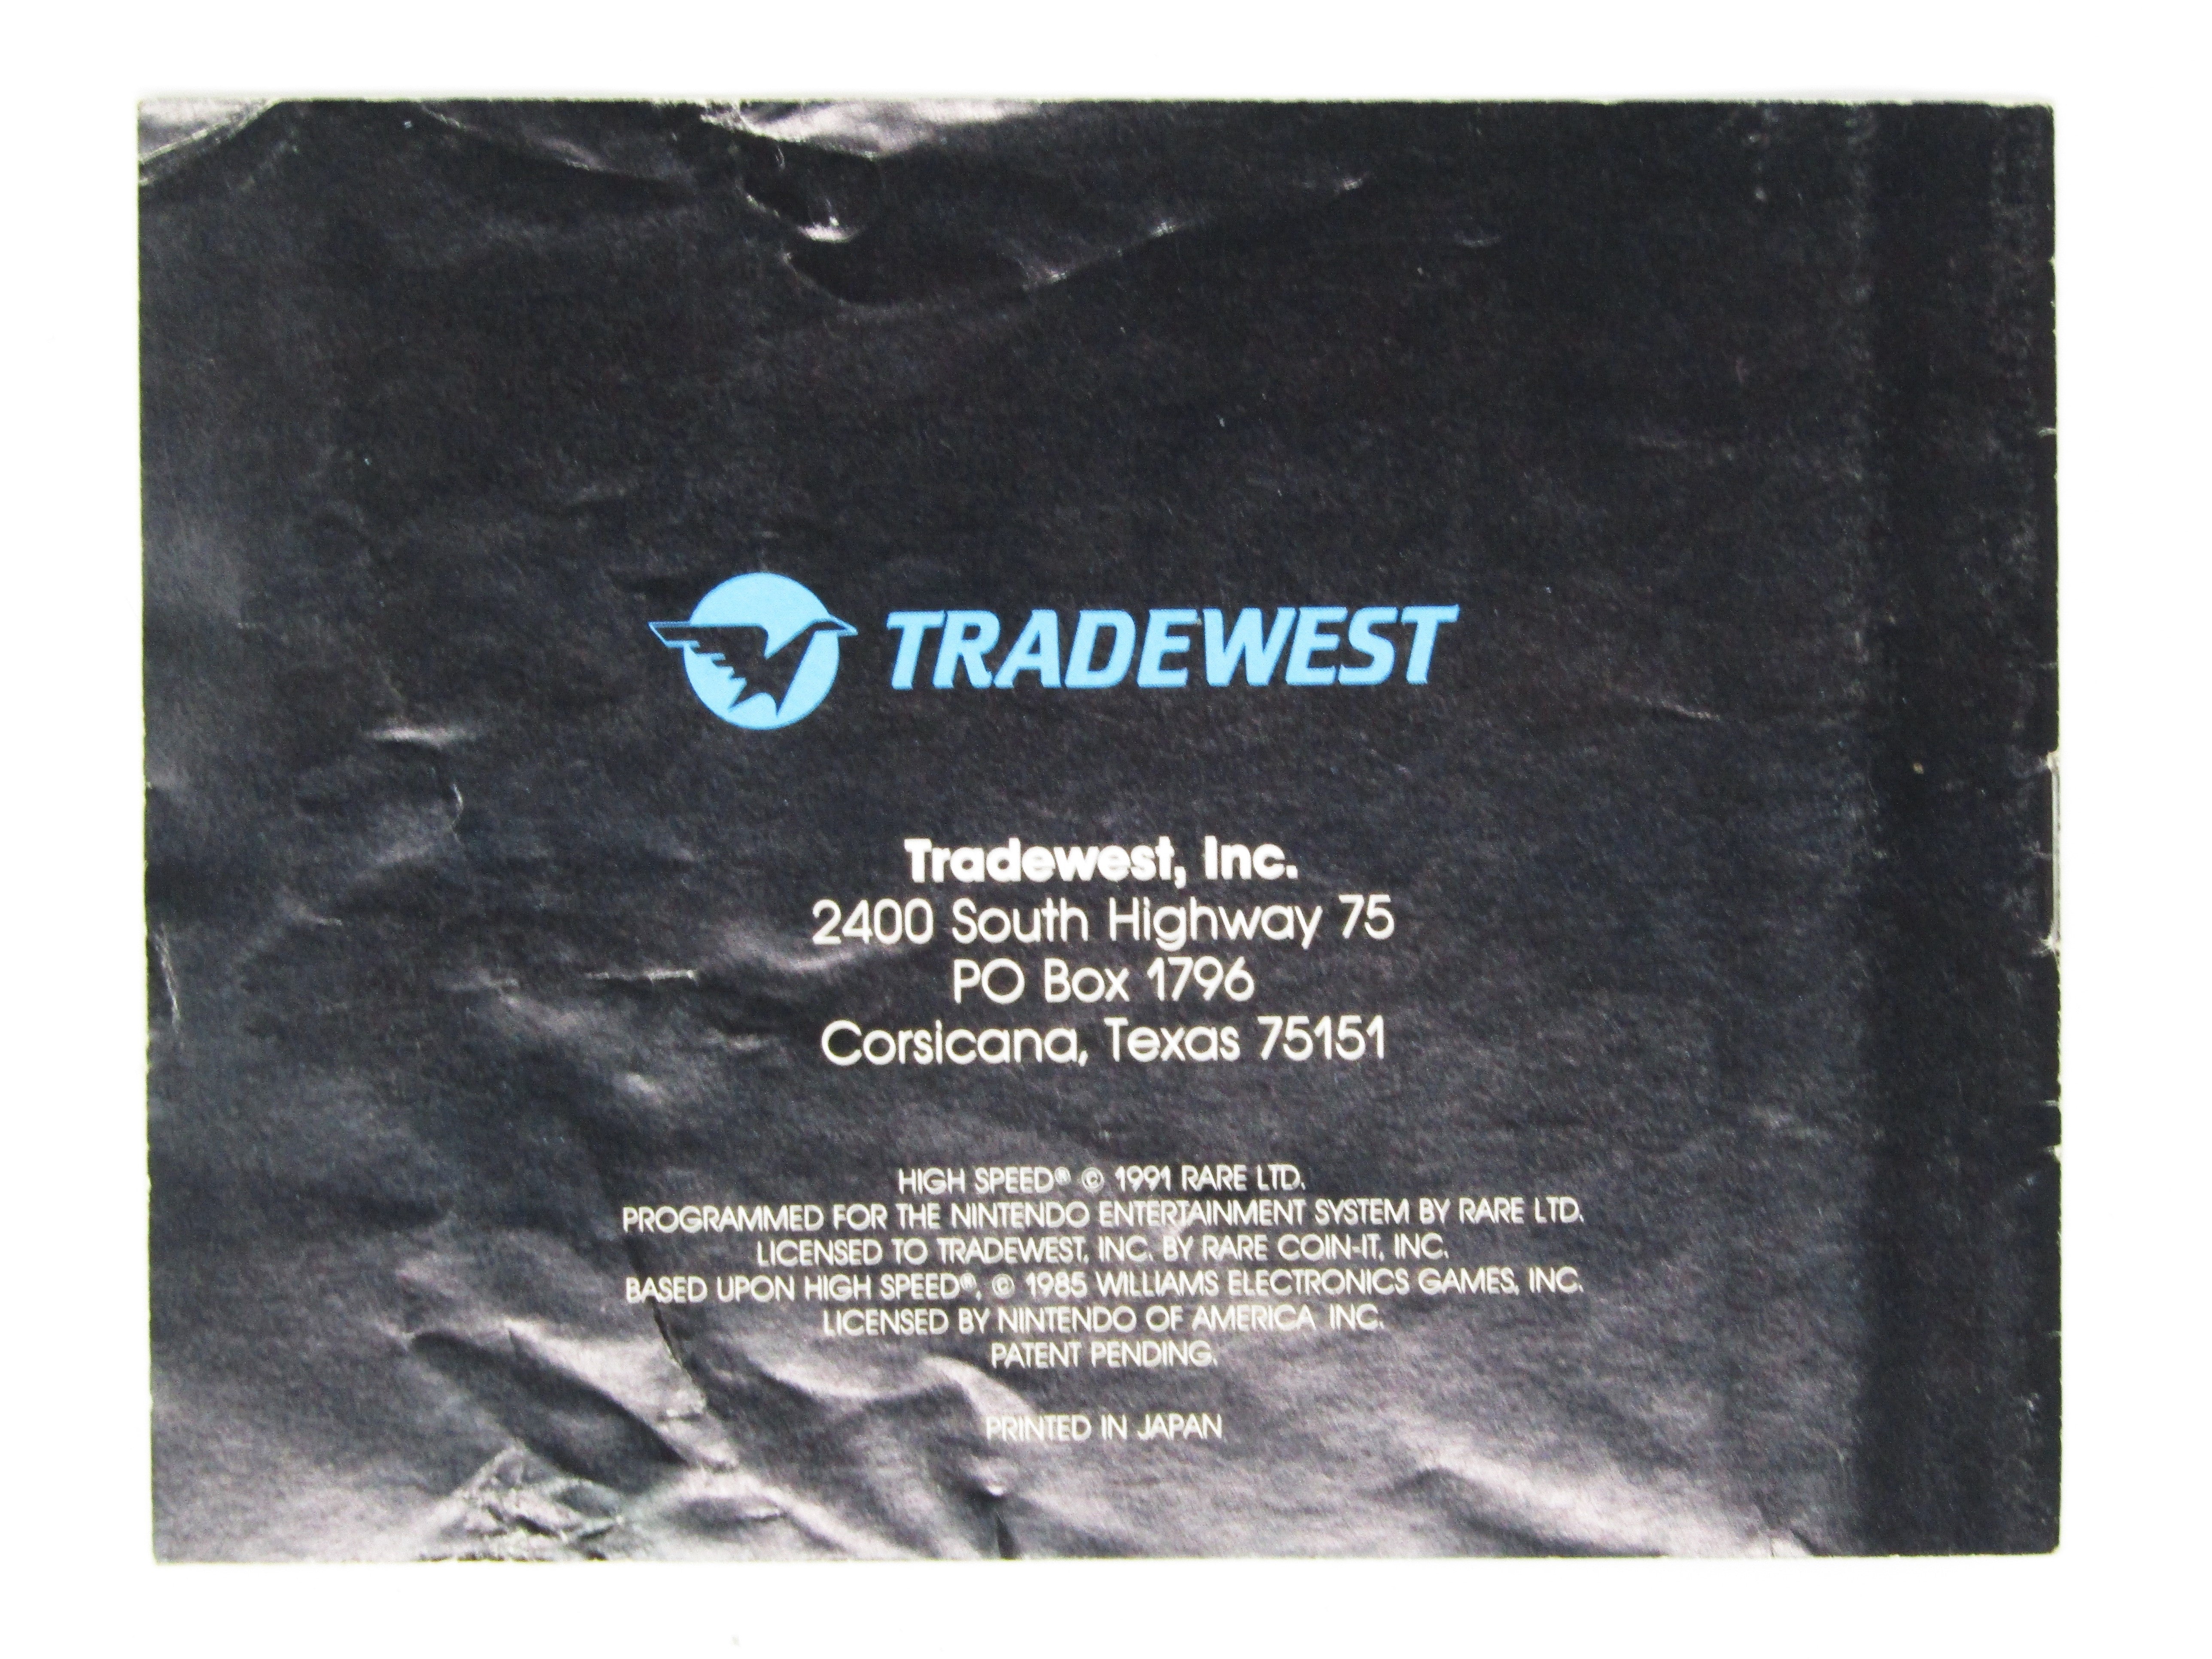 TRADEWEST
Tradewest, Inc.
2400 South Highway 75
PO Box 1796
Corsicana, Texas 75151
HIGH SPEED® © 1991 RARE LTD.
PROGRAMMED FOR THE NINTENDO ENTERTAINMENT SYSTEM BY RARE LTD.
LICENSED TO TRADEWEST, INC. BY RARE COIN-IT, INC.
BASED UPON HIGH SPEED®, © 1985 WILLIAMS ELECTRONICS GAMES, INC.
LICENSED BY NINTENDO OF AMERICA INC.
PATENT PENDING.
PRINTED IN JAPAN